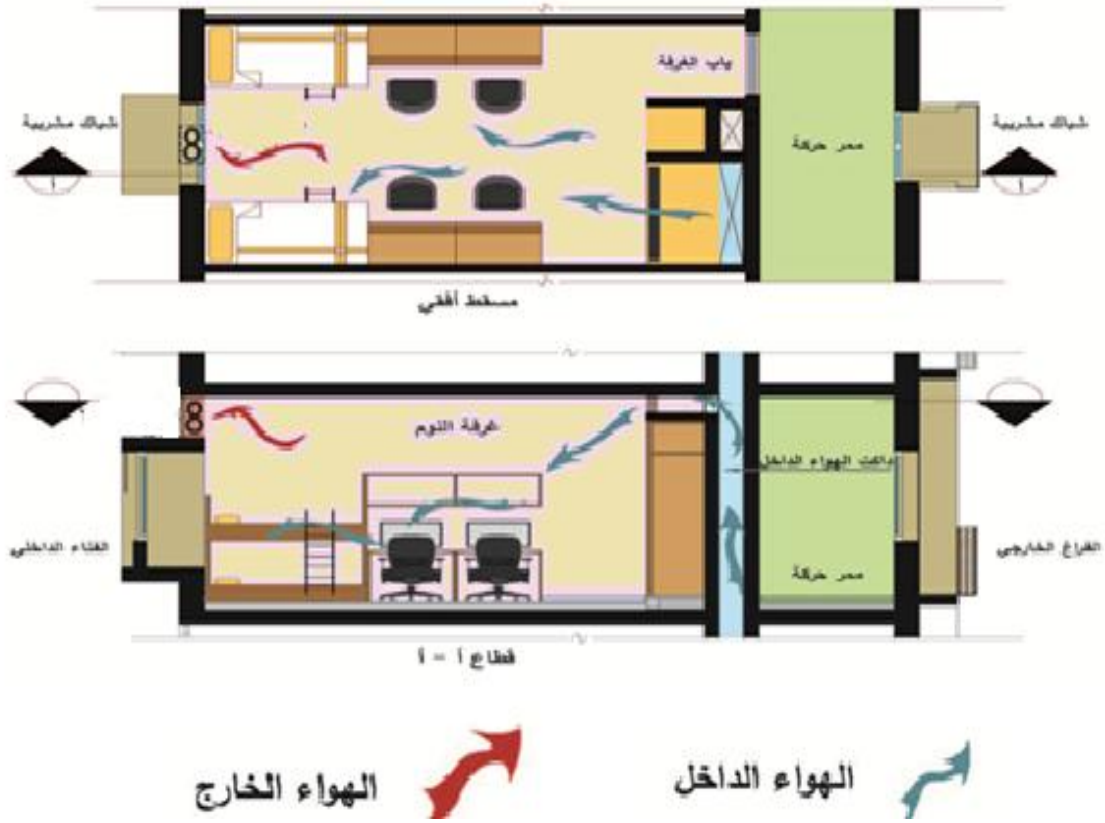 باب الغرفة
شباك مشربية
ممر حركة
شباك مشربية
أ
أ
مسقط أفقي
غرفة النوم
داكت الهواء الداخل
الفناء الداخلي
الفراغ الخارجي
ممر حركة
قطاع أ - أ
الهواء الداخل
الهواء الخارج